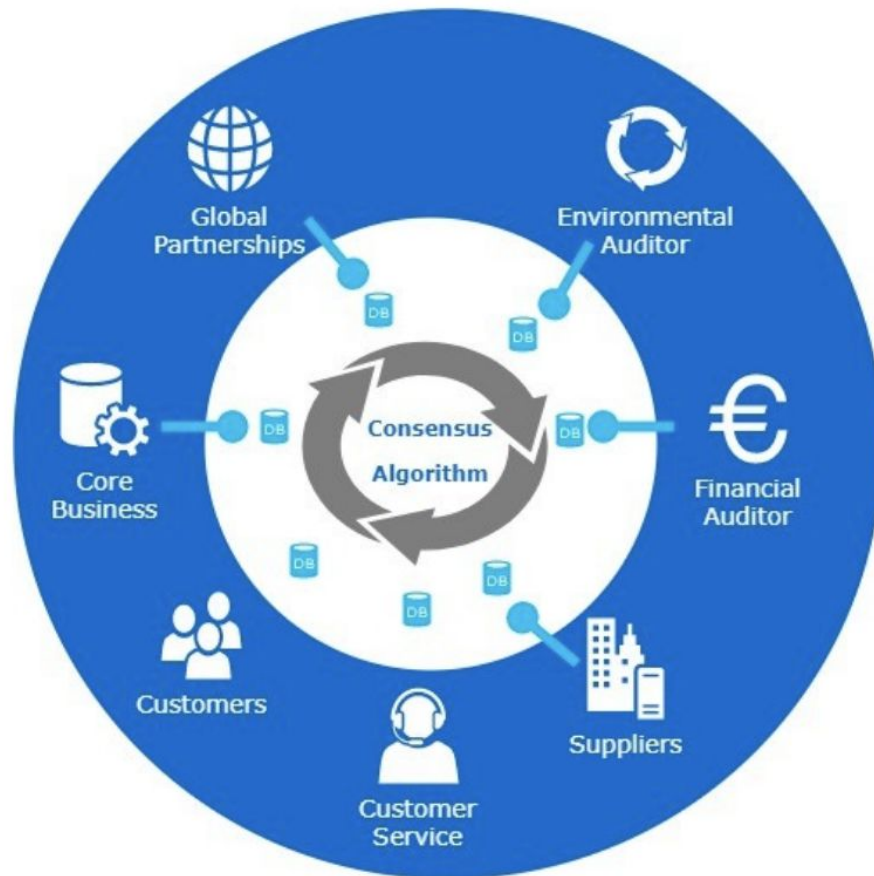 Global
Partnerships
Environmental
Auditor
DB
DB
Core
Business
DB
Consensus
Algorithm
DB
€
Financial
Auditor
DB
DB
DB
Customers
Customer
Service
Suppliers